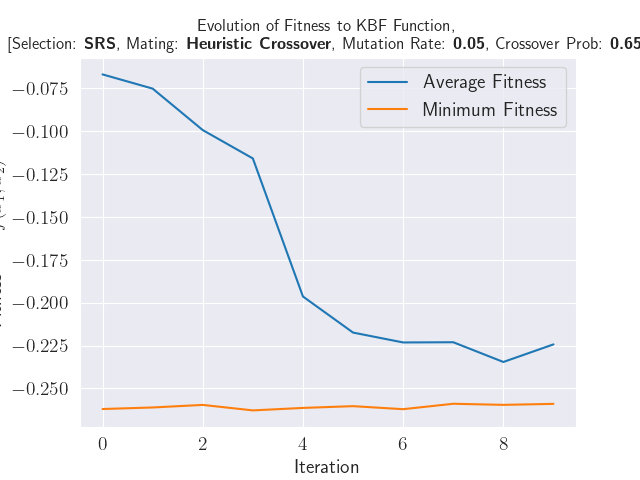 Evolution of Fitness to KBF Function,
[Selection: SRS, Mating: Heuristic Crossover, Mutation Rate: 0.05, Crossover Prob: 0.65
Average Fitness
Minimum Fitness
−0.075
−0.100
−0.125
−0.150
−0.175
−0.200
−0.225
−0.250
0 2 4 6 8
Iteration